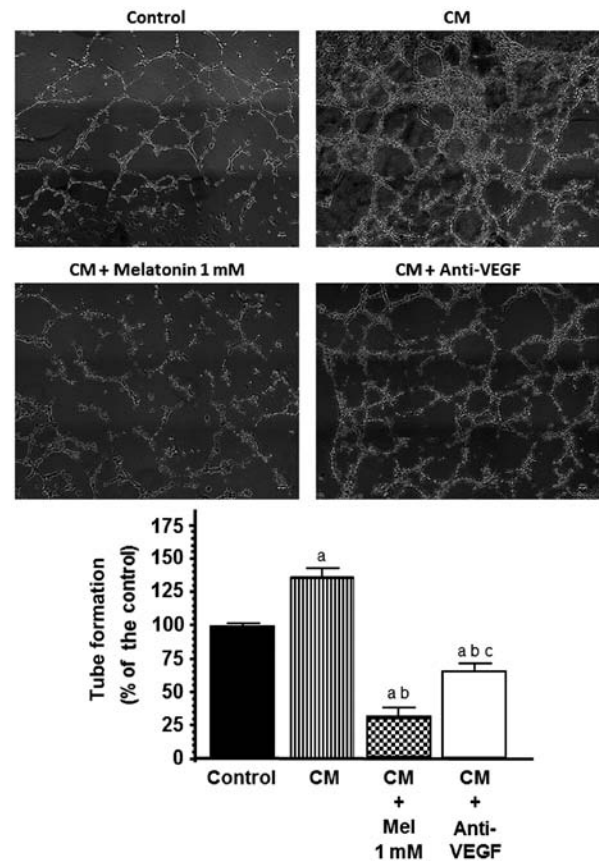 Control
CM
CM + Melatonin 1 mM
CM + Anti-VEGF
Tube formation
(% of the control)
175
150
125
100
75
50
25
0
a
a b
a b c
Control
CM
CM
+
Mel
1 mM
CM
+
Anti-
VEGF